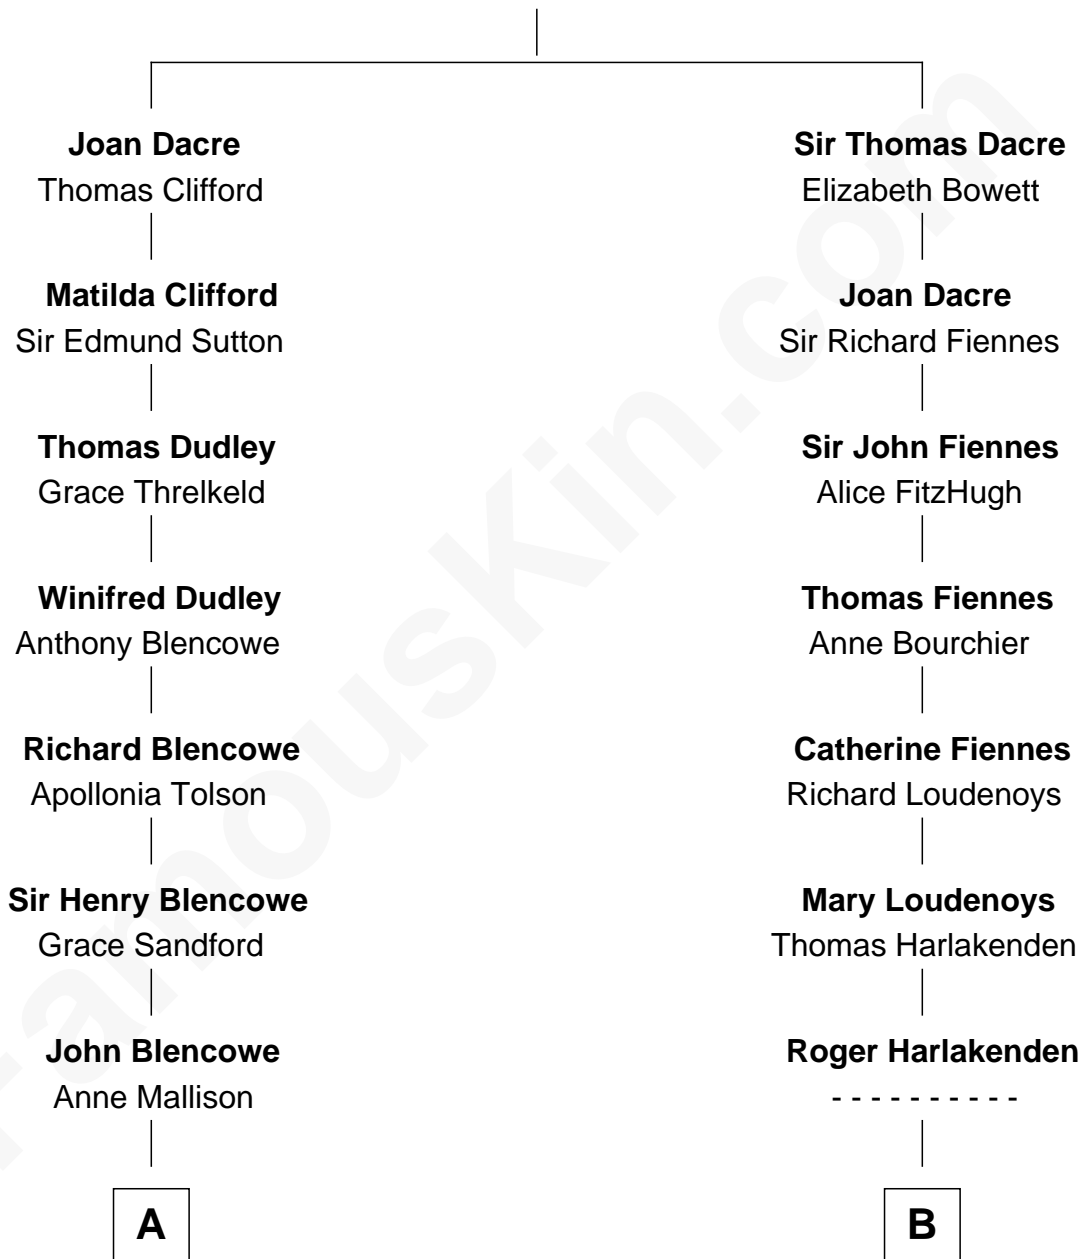 Joan Dacre
Thomas Clifford
Matilda Clifford
Sir Edmund Sutton
Thomas Dudley
Grace Threlkeld
Winifred Dudley
Anthony Blencowe
Richard Blencowe
Apollonia Tolson
Sir Henry Blencowe
Grace Sandford
John Blencowe
Anne Mallison
A
Sir Thomas Dacre
Elizabeth Bowett
Joan Dacre
Sir Richard Fiennes
Sir John Fiennes
Alice FitzHugh
Thomas Fiennes
Anne Bourchier
Catherine Fiennes
Richard Loudenoys
Mary Loudenoys
Thomas Harlakenden
Roger Harlakenden
- - - - - - - - - -
B
FamousKin.com